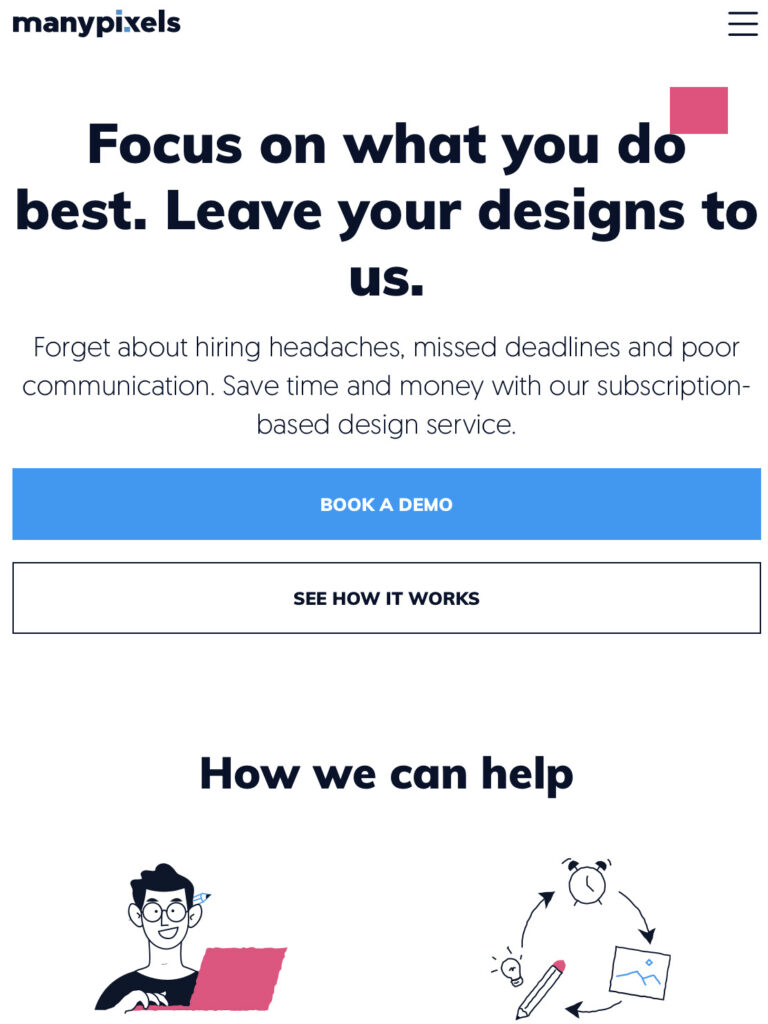 manypixels
Focus on what you do
best. Leave your designs to
us.
Forget about hiring headaches, missed deadlines and poor
communication. Save time and money with our subscription-
based design service.
BOOK A DEMO
SEE HOW IT WORKS
How we can help